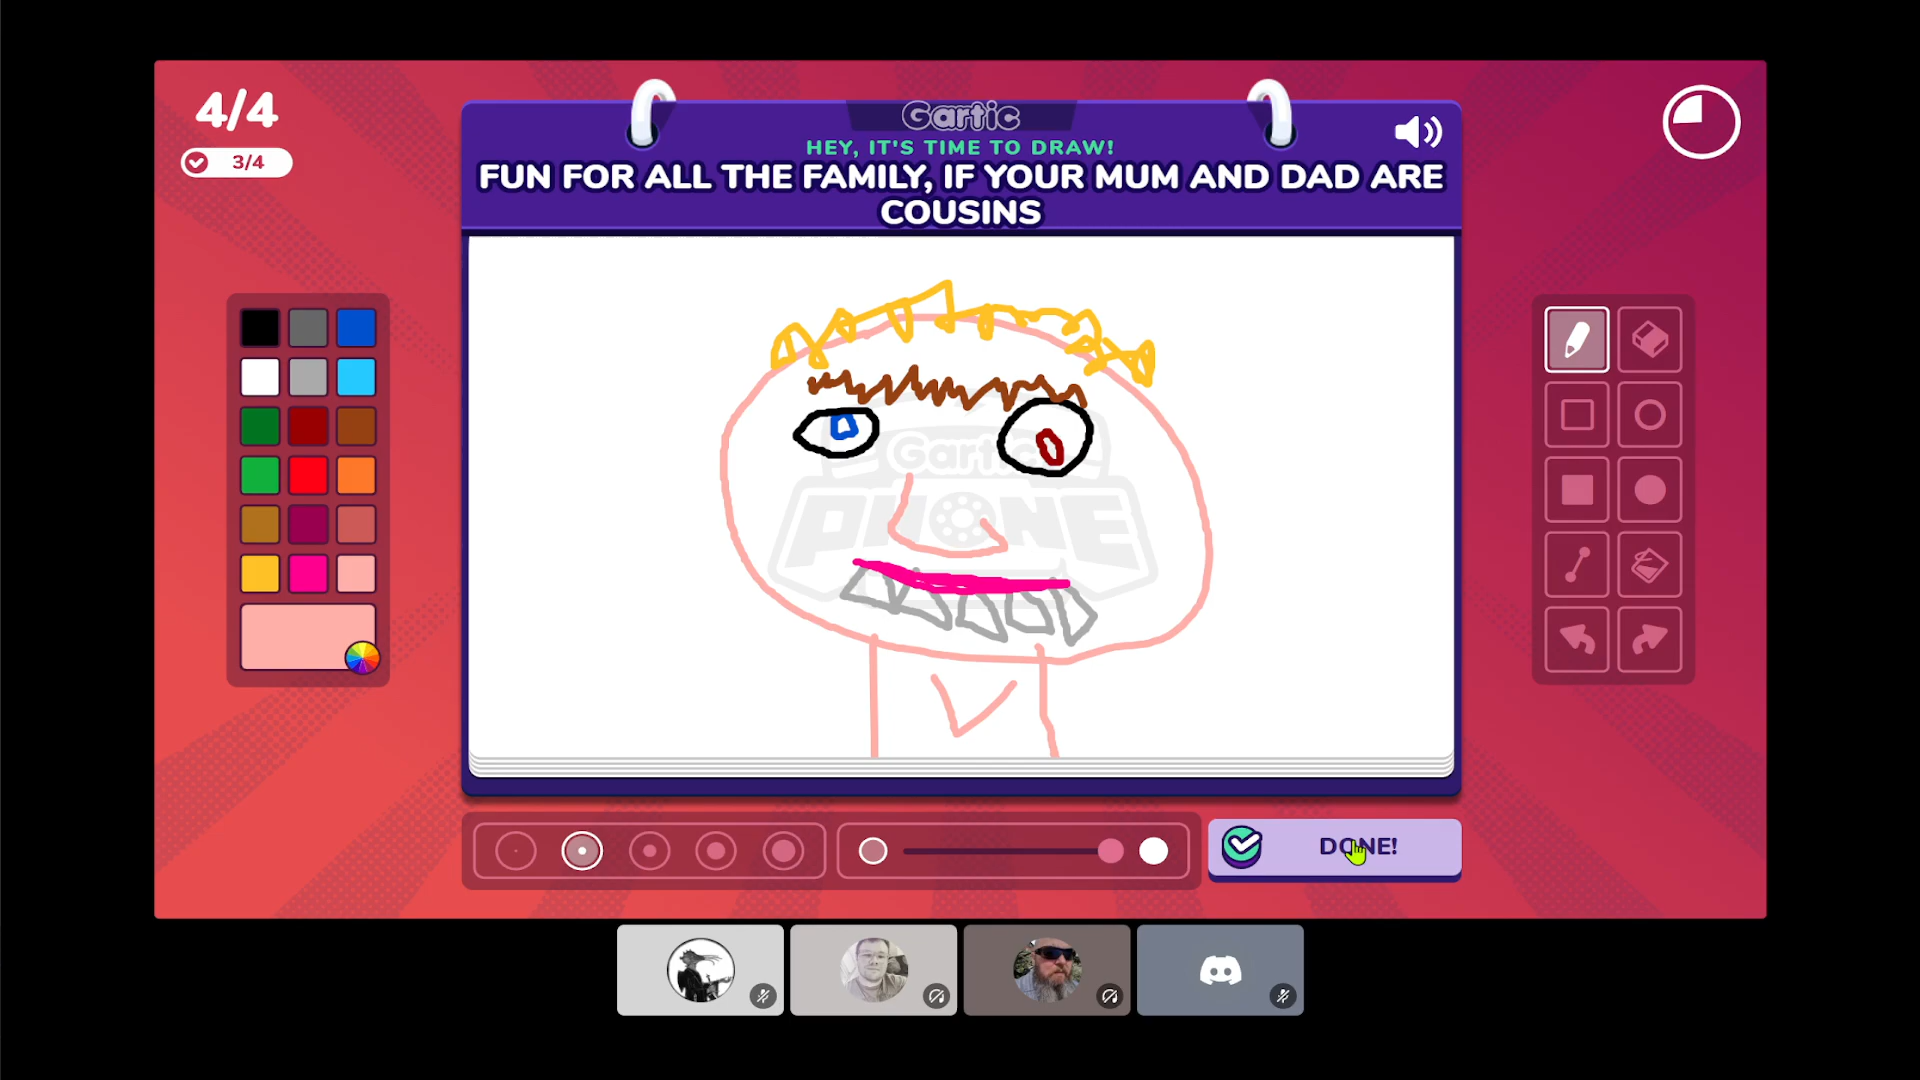 4/4
3/4
Gartic
HEY, IT'S TIME TO DRAW!
FUN FOR ALL THE FAMILY, IF YOUR MUM AND DAD ARE
COUSINS
Gartic
PHONE
DONE!